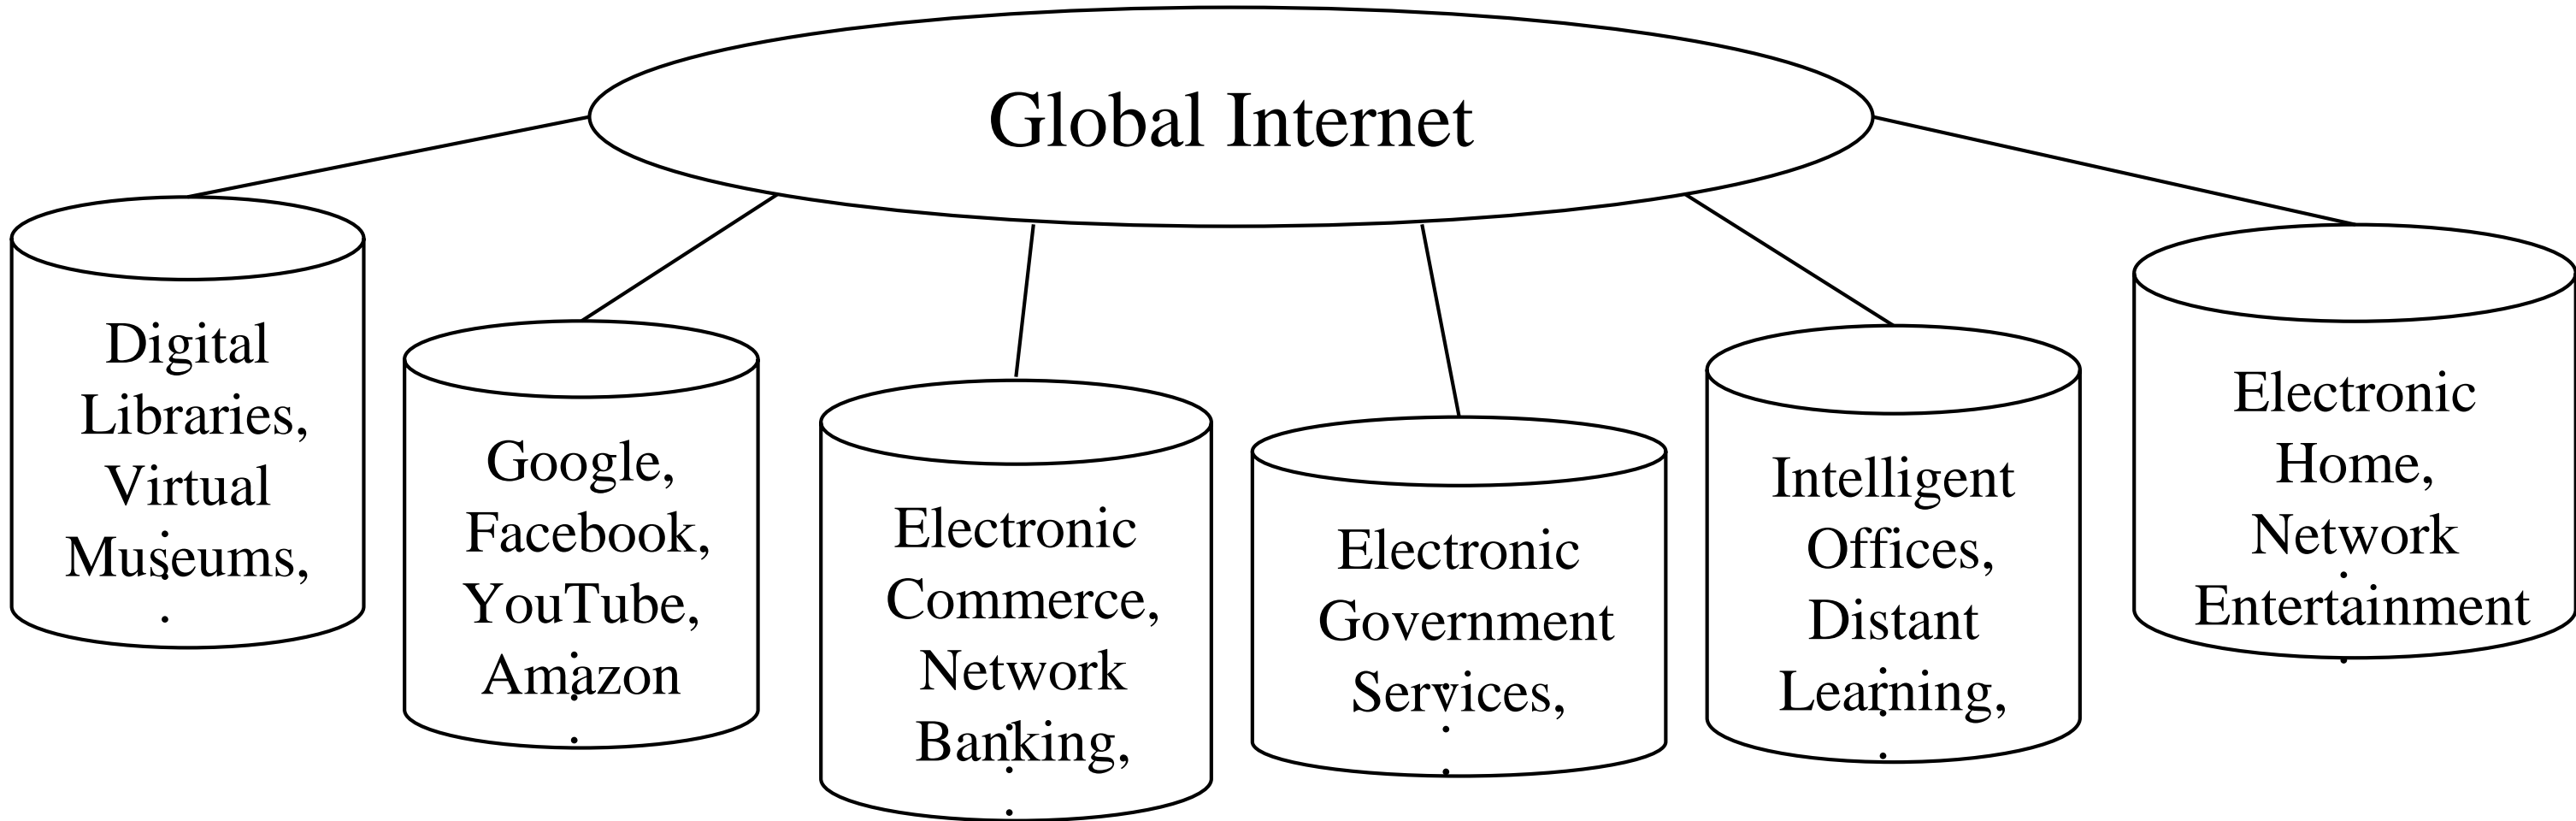 Global Internet
Digital
Libraries,
Virtual
Museums,
Google,
Facebook,
YouTube,
Amazon
Electronic
Commerce,
Network
Banking,
Electronic
Government
Services,
Intelligent
Offices,
Distant
Learning,
Electronic
Home,
Network
Entertainment